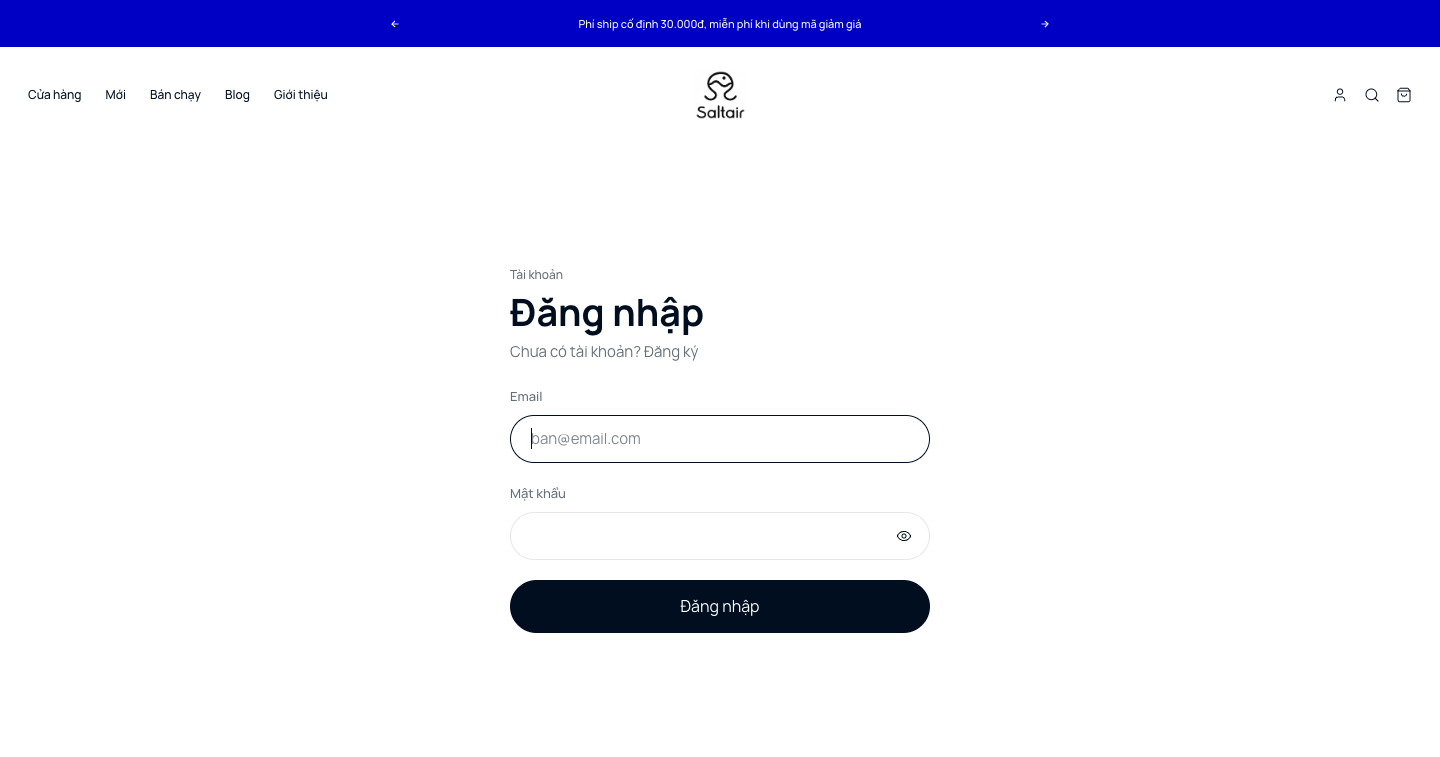 Phí ship cố định 30.000đ, miễn phí khi dùng mã giảm giá
Cửa hàng
Mới
Bán chạy
Blog
Giới thiệu
Saltair
Tài khoản
Đăng nhập
Chưa có tài khoản? Đăng ký
Email
ban@email.com
Mật khẩu
Đăng nhập